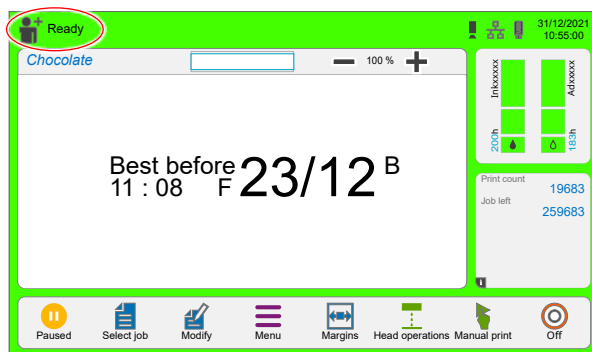 Ready
31/12/2021
10:55:00
Chocolate
100 %
Inkxxxxx
Adxxxxx
200h
183h
Best before 23/12 B
11 : 08 F
Print count
19683
Job left
259683
Paused
Select job
Modify
Menu
Margins
Head operations
Manual print
Off